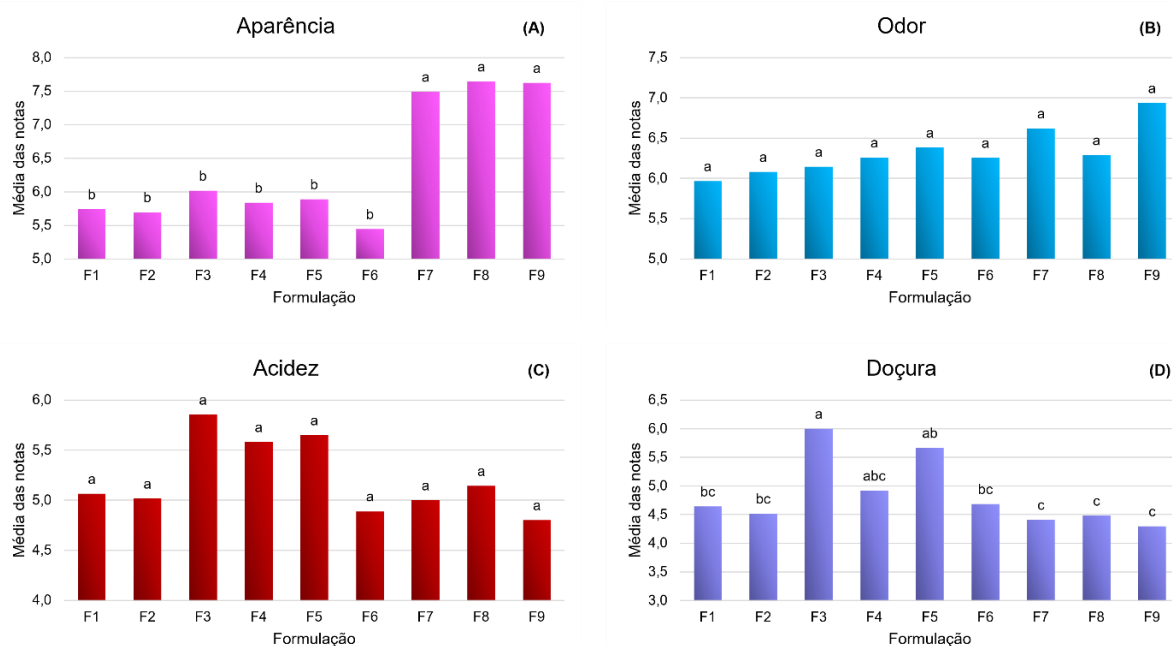 Aparência (A)
Média das notas
8,0
7,5
7,0
6,5
6,0
5,5
5,0
b b b b b b a a a
F1 F2 F3 F4 F5 F6 F7 F8 F9
Formulação
Odor (B)
Média das notas
7,5
7,0
6,5
6,0
5,5
5,0
a a a a a a a a a
F1 F2 F3 F4 F5 F6 F7 F8 F9
Formulação
Acidez (C)
Média das notas
6,0
5,5
5,0
4,5
4,0
a a a a a a a a a
F1 F2 F3 F4 F5 F6 F7 F8 F9
Formulação
Doçura (D)
Média das notas
6,5
6,0
5,5
5,0
4,5
4,0
3,5
3,0
bc bc a abc ab bc c c c
F1 F2 F3 F4 F5 F6 F7 F8 F9
Formulação